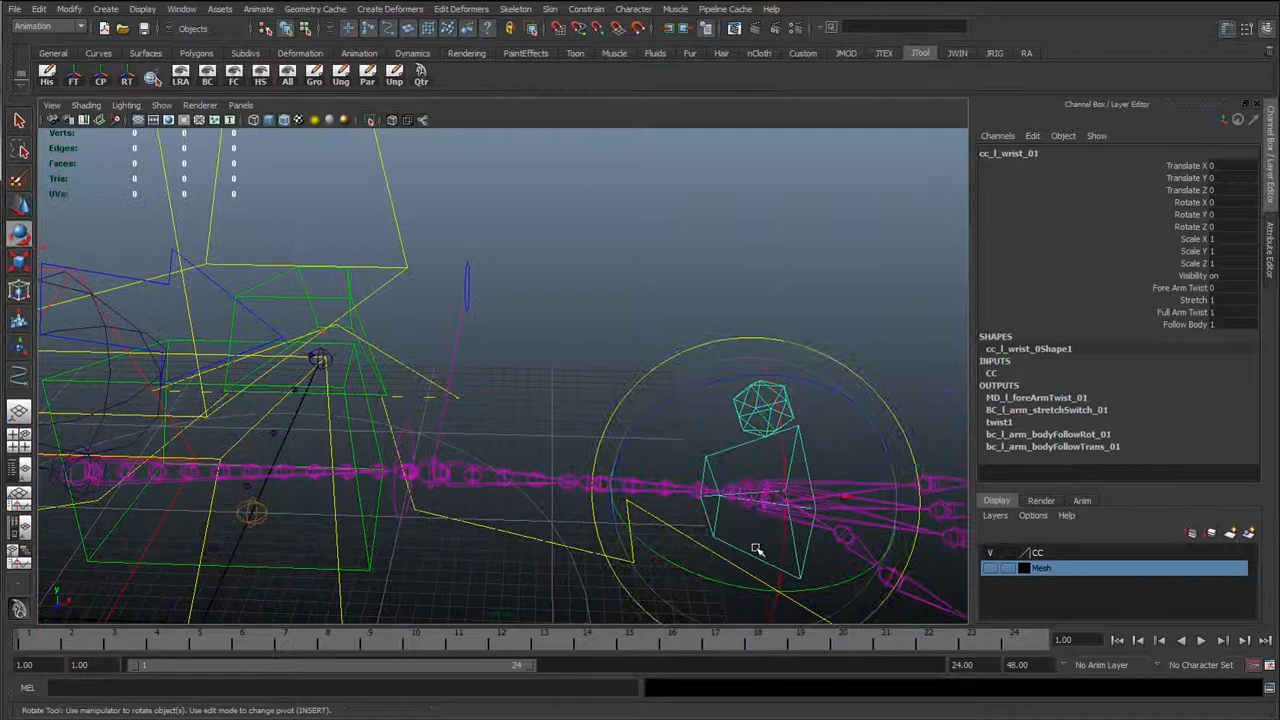 File Edit Modify Create Display Window Assets Animate Geometry Cache Create Deformers Edit Deformers Skeleton Skin Constrain Character Muscle Pipeline Cache Help
Animation Objects
General Curves Surfaces Polygons Subdivs Deformation Animation Dynamics Rendering PaintEffects Toon Muscle Fluids Fur Hair nCloth Custom JMOD JTEX JTool JWIN JRIG RA
His FT CP RT LRA BC FC HS All Gro Ung Par Unp Qtr
View Shading Lighting Show Renderer Panels
Channel Box / Layer Editor
Verts: 0 0 0
Edges: 0 0 0
Faces: 0 0 0
Tris: 0 0 0
UVs: 0 0 0
Channels Edit Object Show
cc_l_wrist_01
Translate X 0
Translate Y 0
Translate Z 0
Rotate X 0
Rotate Y 0
Rotate Z 0
Scale X 1
Scale Y 1
Scale Z 1
Visibility on
Fore Arm Twist 0
Stretch 1
Full Arm Twist 1
Follow Body 1
SHAPES
cc_l_wrist_0Shape1
INPUTS
CC
OUTPUTS
MD_l_foreArmTwist_01
BC_l_arm_stretchSwitch_01
twist1
bc_l_arm_bodyFollowRot_01
bc_l_arm_bodyFollowTrans_01
Display Render Anim
Layers Options Help
V CC
Mesh
Channel Box / Layer Editor
Attribute Editor
y
x
1 2 3 4 5 6 7 8 9 10 11 12 13 14 15 16 17 18 19 20 21 22 23 24 1.00
1.00 1.00 1 24 24.00 48.00 No Anim Layer No Character Set
MEL
Rotate Tool: Use manipulator to rotate object(s). Use edit mode to change pivot (INSERT).